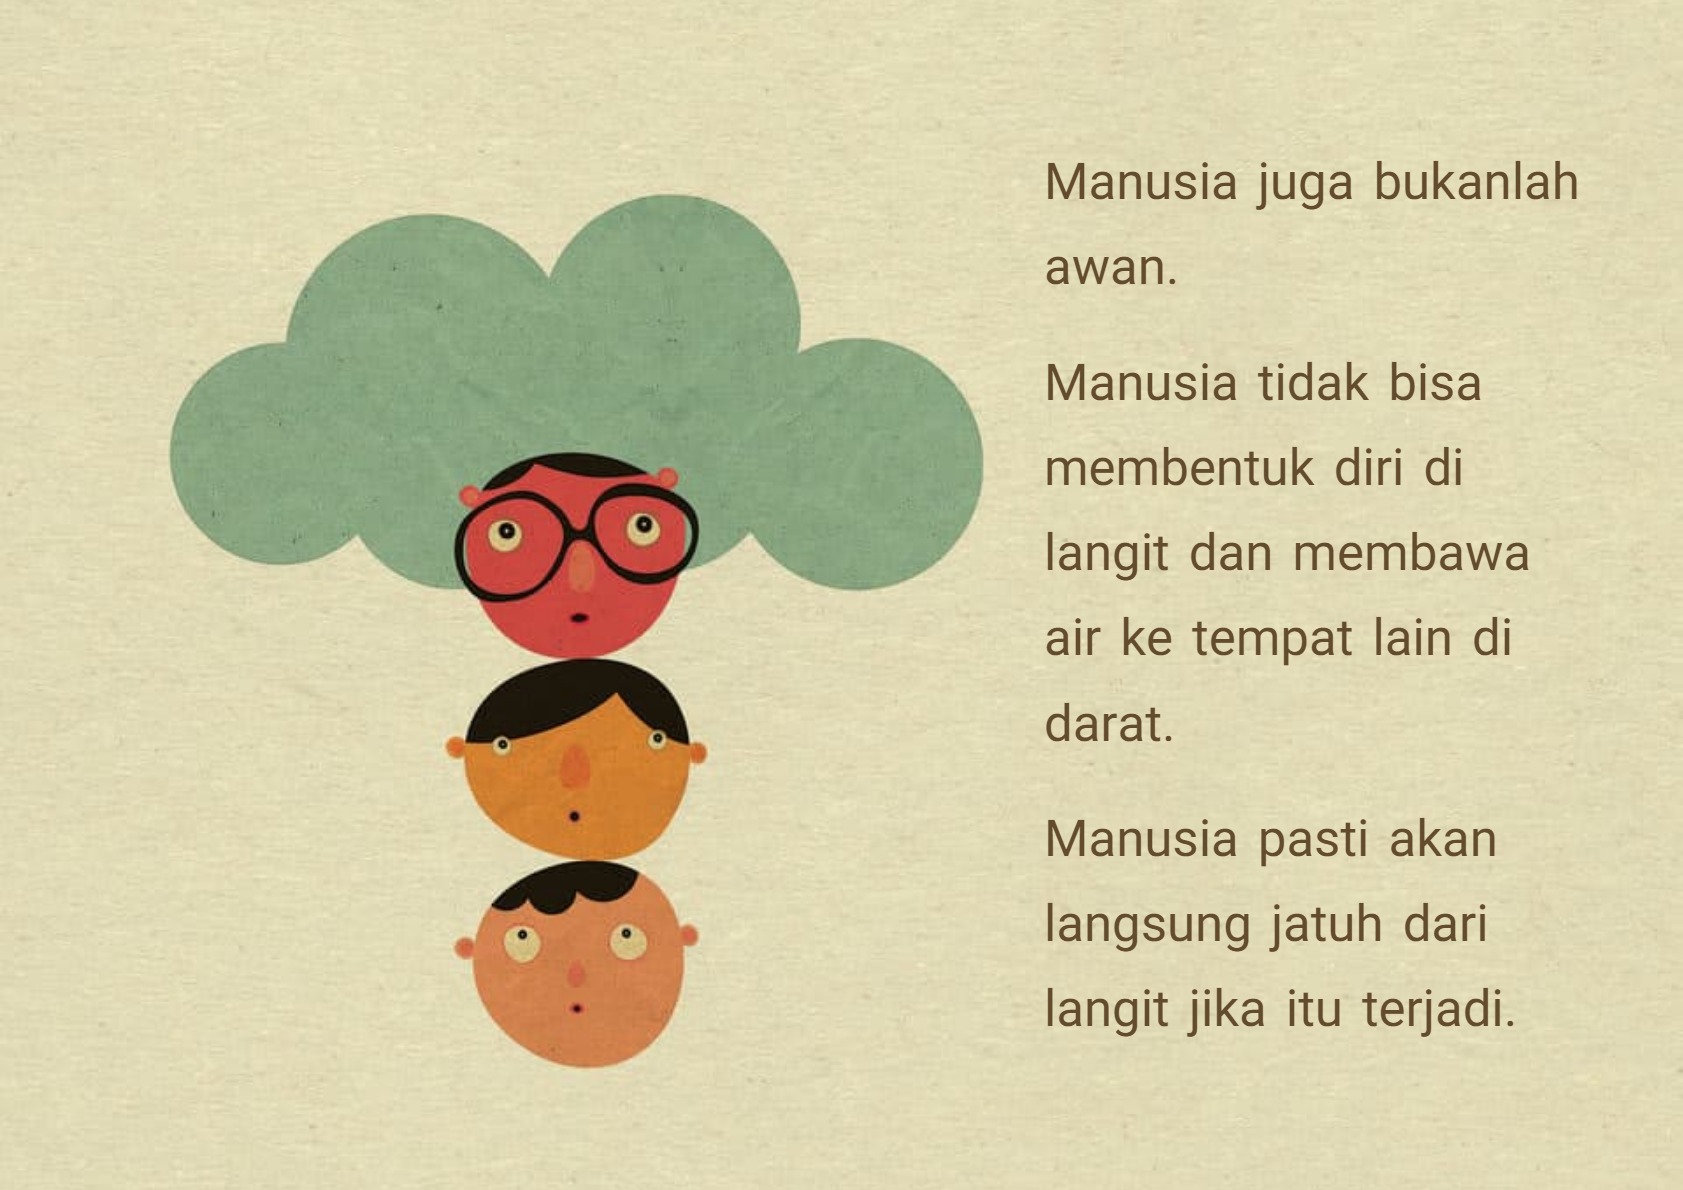 Manusia juga bukanlah
awan.
Manusia tidak bisa
membentuk diri di
langit dan membawa
air ke tempat lain di
darat.
Manusia pasti akan
langsung jatuh dari
langit jika itu terjadi.